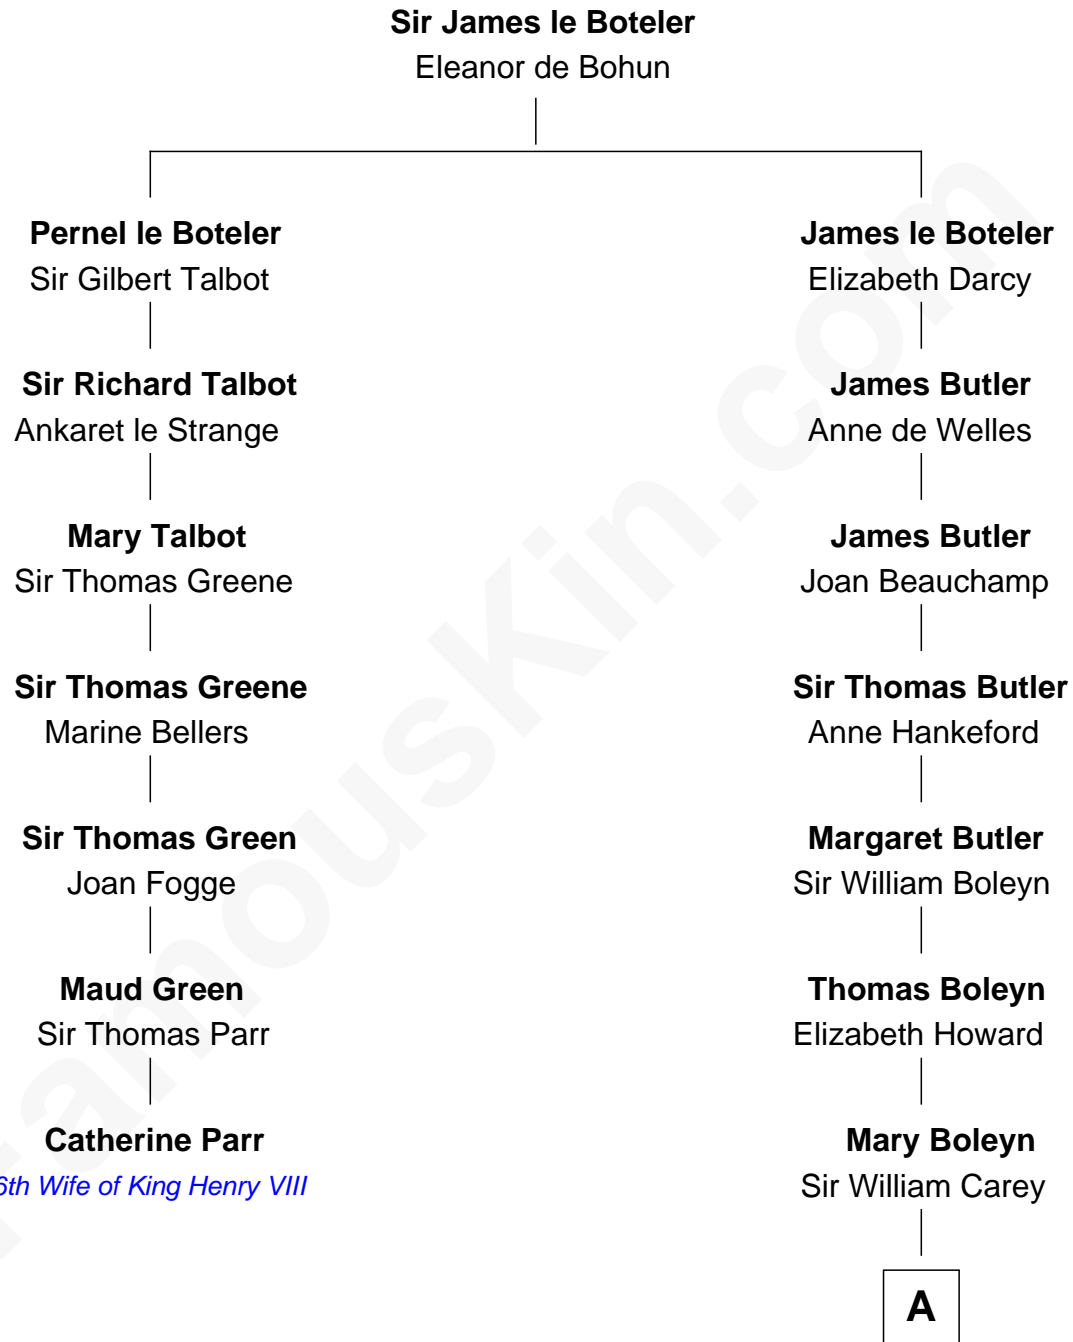 Sir James le Boteler
Eleanor de Bohun
Pernel le Boteler
Sir Gilbert Talbot
James le Boteler
Elizabeth Darcy
Sir Richard Talbot
Ankaret le Strange
James Butler
Anne de Welles
Mary Talbot
Sir Thomas Greene
James Butler
Joan Beauchamp
Sir Thomas Greene
Marine Bellers
Sir Thomas Butler
Anne Hankeford
Sir Thomas Green
Joan Fogge
Margaret Butler
Sir William Boleyn
Maud Green
Sir Thomas Parr
Thomas Boleyn
Elizabeth Howard
Catherine Parr
6th Wife of King Henry VIII
Mary Boleyn
Sir William Carey
A
FamousKin.com